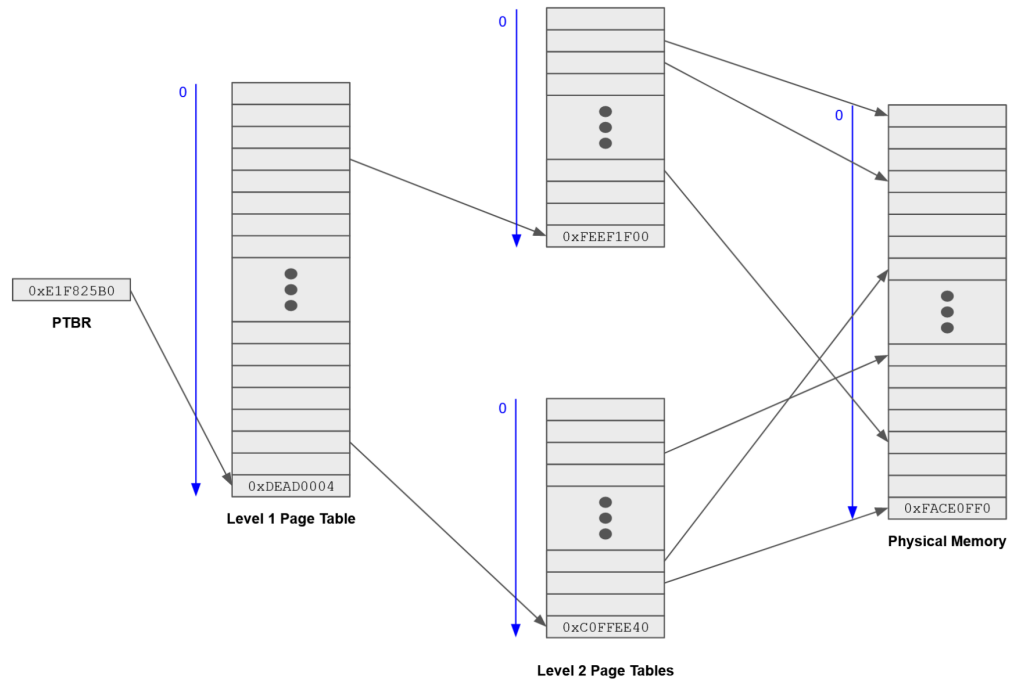 0
0xFEEF1F00
0
0xDEAD0004
Level 1 Page Table
0xE1F825B0
PTBR
0
0xC0FFEE40
Level 2 Page Tables
0
0xFACE0FF0
Physical Memory